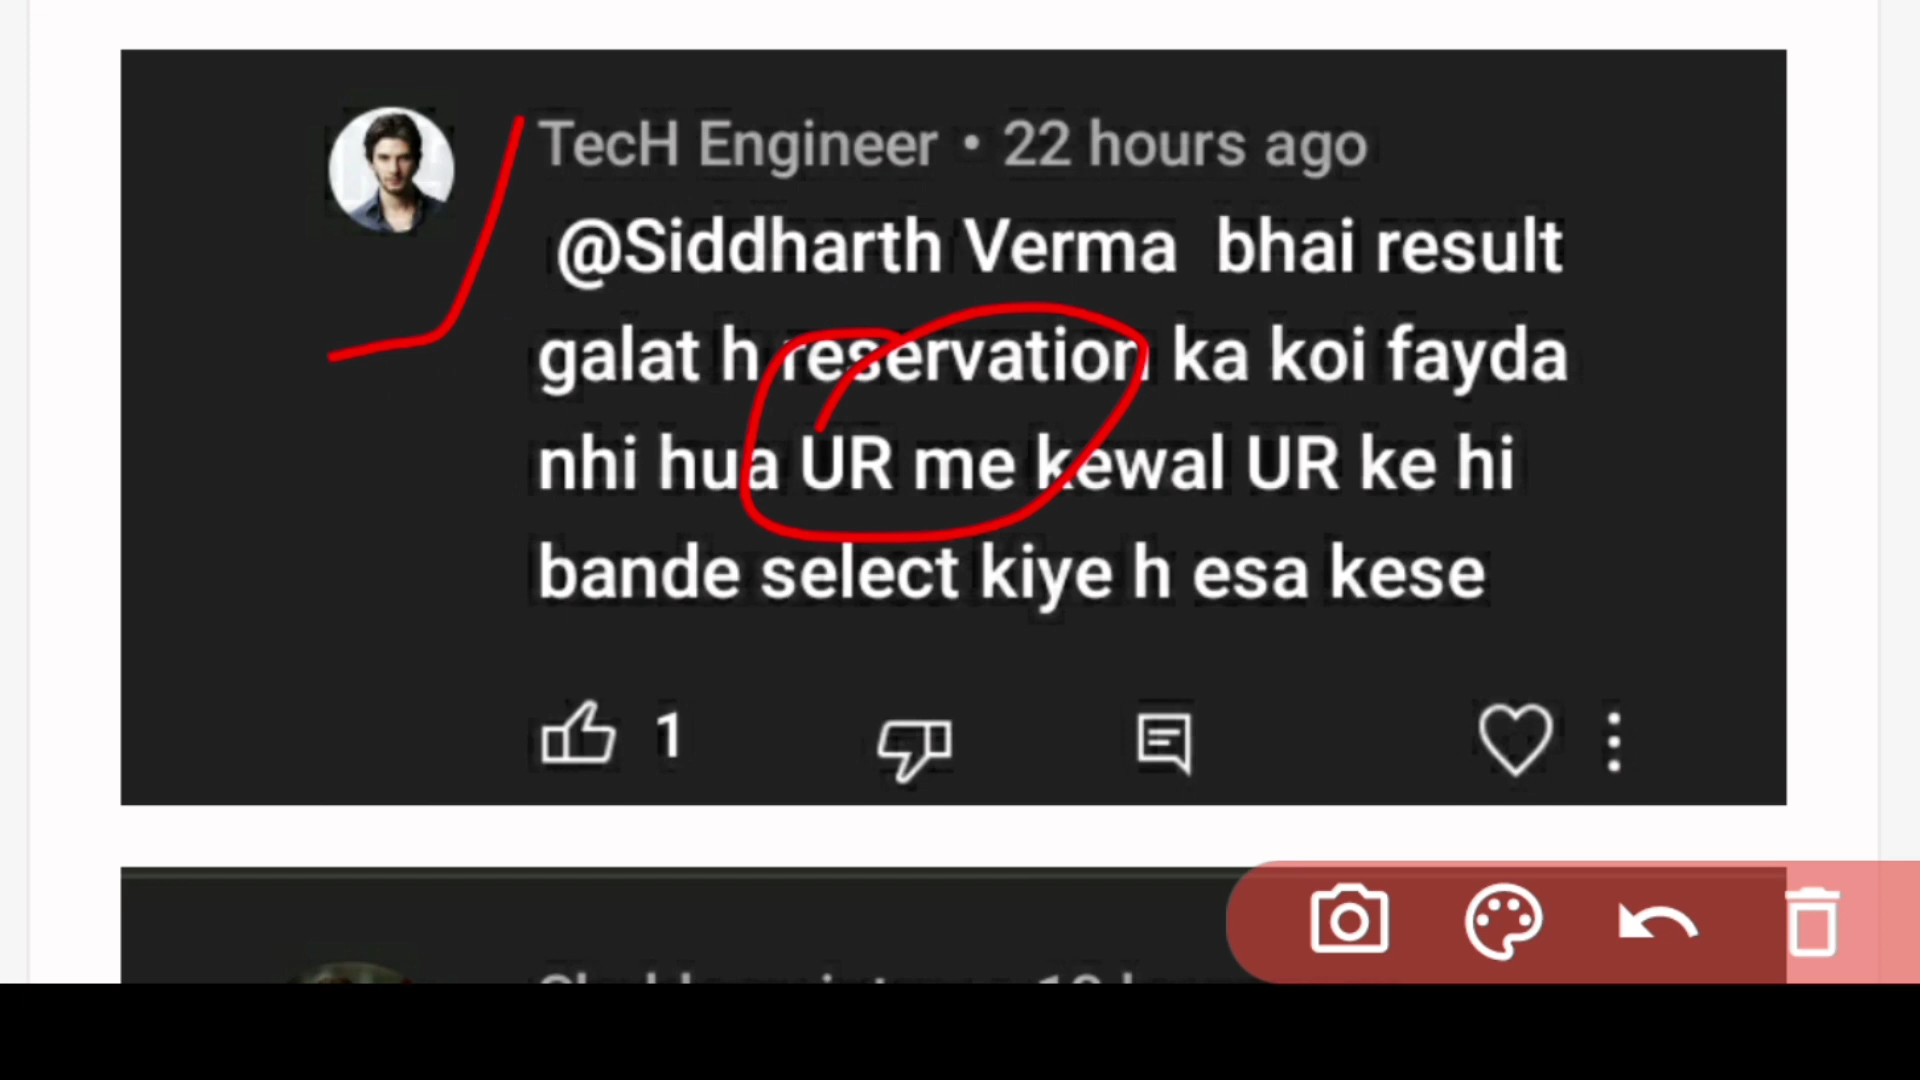 TecH Engineer • 22 hours ago
@Siddharth Verma bhai result
galat h reservation ka koi fayda
nhi hua UR me kewal UR ke hi
bande select kiye h esa kese
1